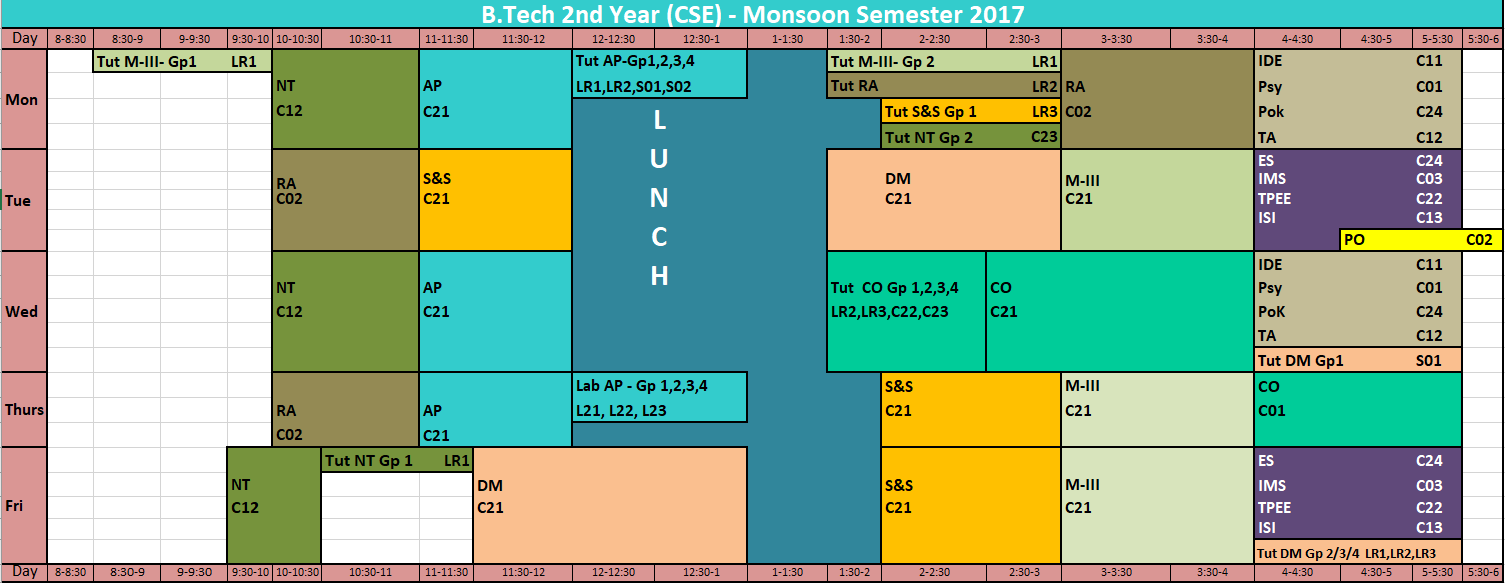 B.Tech 2nd Year (CSE) - Monsoon Semester 2017
Day 8-8:30 8:30-9 9-9:30 9:30-10 10-10:30 10:30-11 11-11:30 11:30-12 12-12:30 12:30-1 1-1:30 1:30-2 2-2:30 2:30-3 3-3:30 3:30-4 4-4:30 4:30-5 5-5:30 5:30-6
Mon
Tut M-III- Gp1 LR1
NT
C12
AP
C21
Tut AP-Gp1,2,3,4
LR1,LR2,S01,S02
Tut M-III- Gp 2 LR1
Tut RA LR2
Tut S&S Gp 1 LR3
Tut NT Gp 2 C23
RA
C02
IDE C11
Psy C01
Pok C24
TA C12
L
U
N
C
H
Tue
RA
C02
S&S
C21
DM
C21
M-III
C21
ES C24
IMS C03
TPEE C22
ISI C13
PO C02
Wed
NT
C12
AP
C21
Tut CO Gp 1,2,3,4
LR2,LR3,C22,C23
CO
C21
IDE C11
Psy C01
PoK C24
TA C12
Tut DM Gp1 S01
Thurs
RA
C02
AP
C21
Lab AP - Gp 1,2,3,4
L21, L22, L23
S&S
C21
M-III
C21
CO
C01
Fri
NT
C12
Tut NT Gp 1 LR1
DM
C21
S&S
C21
M-III
C21
ES C24
IMS C03
TPEE C22
ISI C13
Tut DM Gp 2/3/4 LR1,LR2,LR3
Day 8-8:30 8:30-9 9-9:30 9:30-10 10-10:30 10:30-11 11-11:30 11:30-12 12-12:30 12:30-1 1-1:30 1:30-2 2-2:30 2:30-3 3-3:30 3:30-4 4-4:30 4:30-5 5-5:30 5:30-6